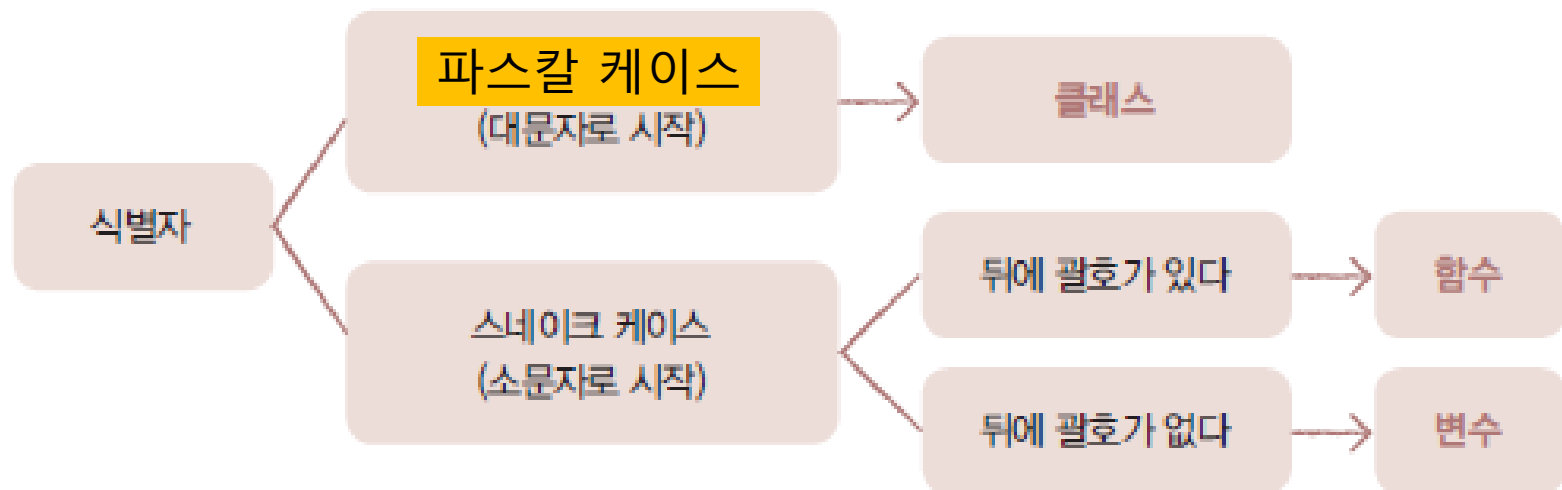 파스칼 케이스
(대문자로 시작)
클래스
식별자
스네이크 케이스
(소문자로 시작)
뒤에 괄호가 있다
함수
뒤에 괄호가 없다
변수